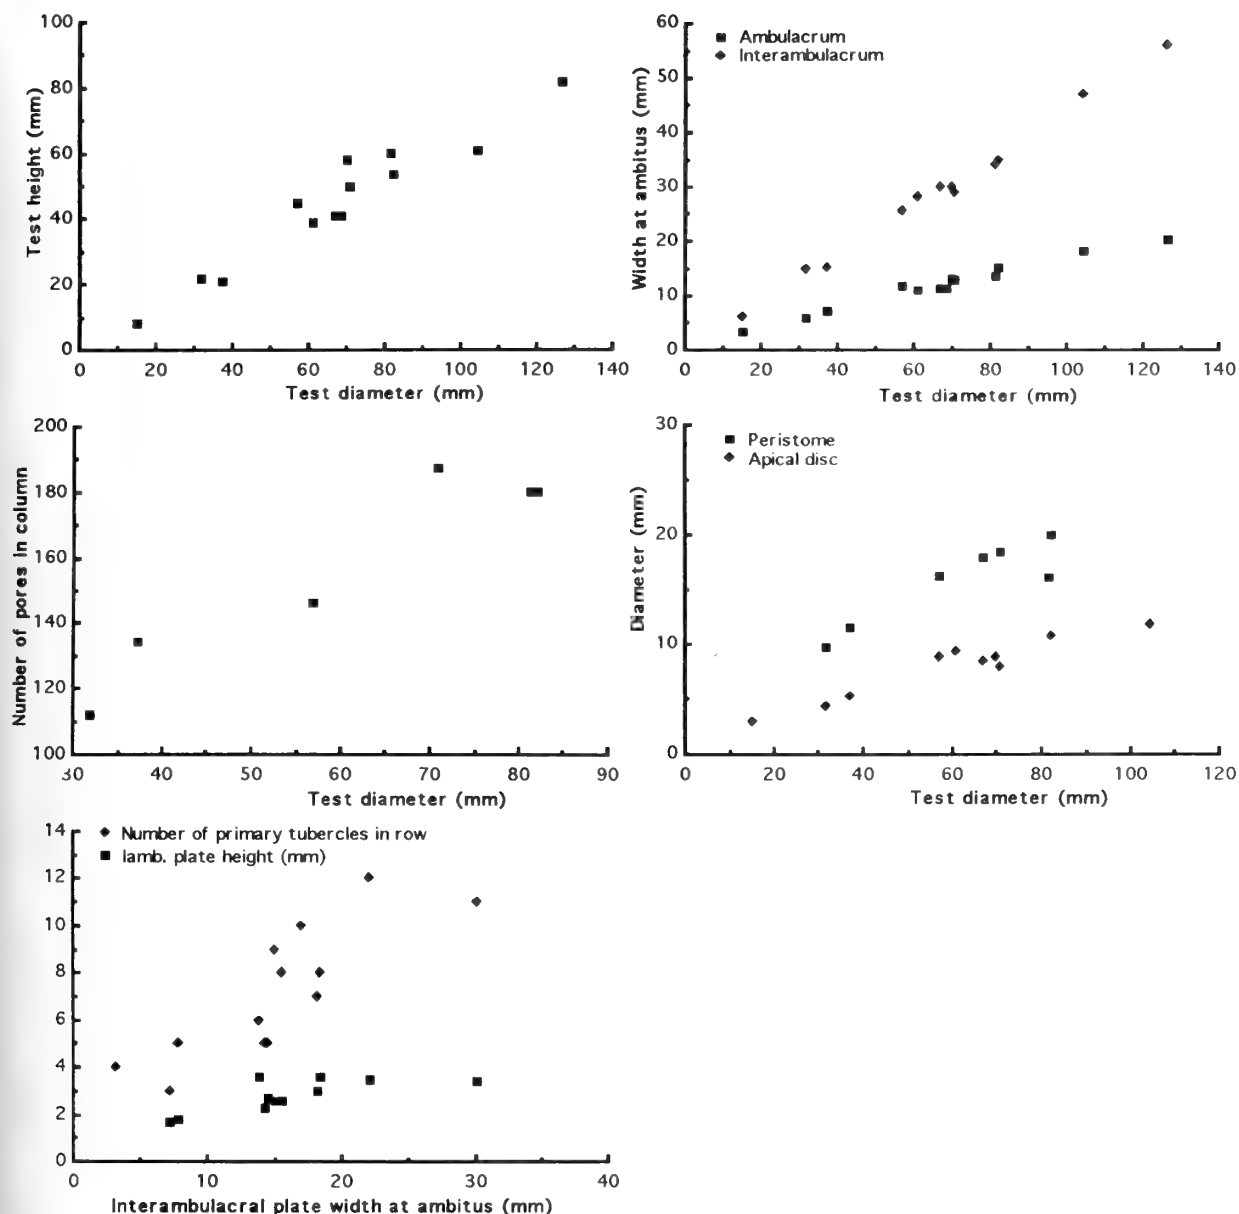 100
80
60
40
20
0
Test height (mm)
0 20 40 60 80 100 120 140
Test diameter (mm)
60
50
40
30
20
10
0
Width at ambitus (mm)
Ambulacrum
Interambulacrum
0 20 40 60 80 100 120 140
Test diameter (mm)
200
180
160
140
120
100
Number of pores in column
30 40 50 60 70 80 90
Test diameter (mm)
30
20
10
0
Diameter (mm)
Peristome
Apical disc
0 20 40 60 80 100 120
Test diameter (mm)
14
12
10
8
6
4
2
0
Number of primary tubercles in row
Iamb. plate height (mm)
0 10 20 30 40
Interambulacral plate width at ambitus (mm)